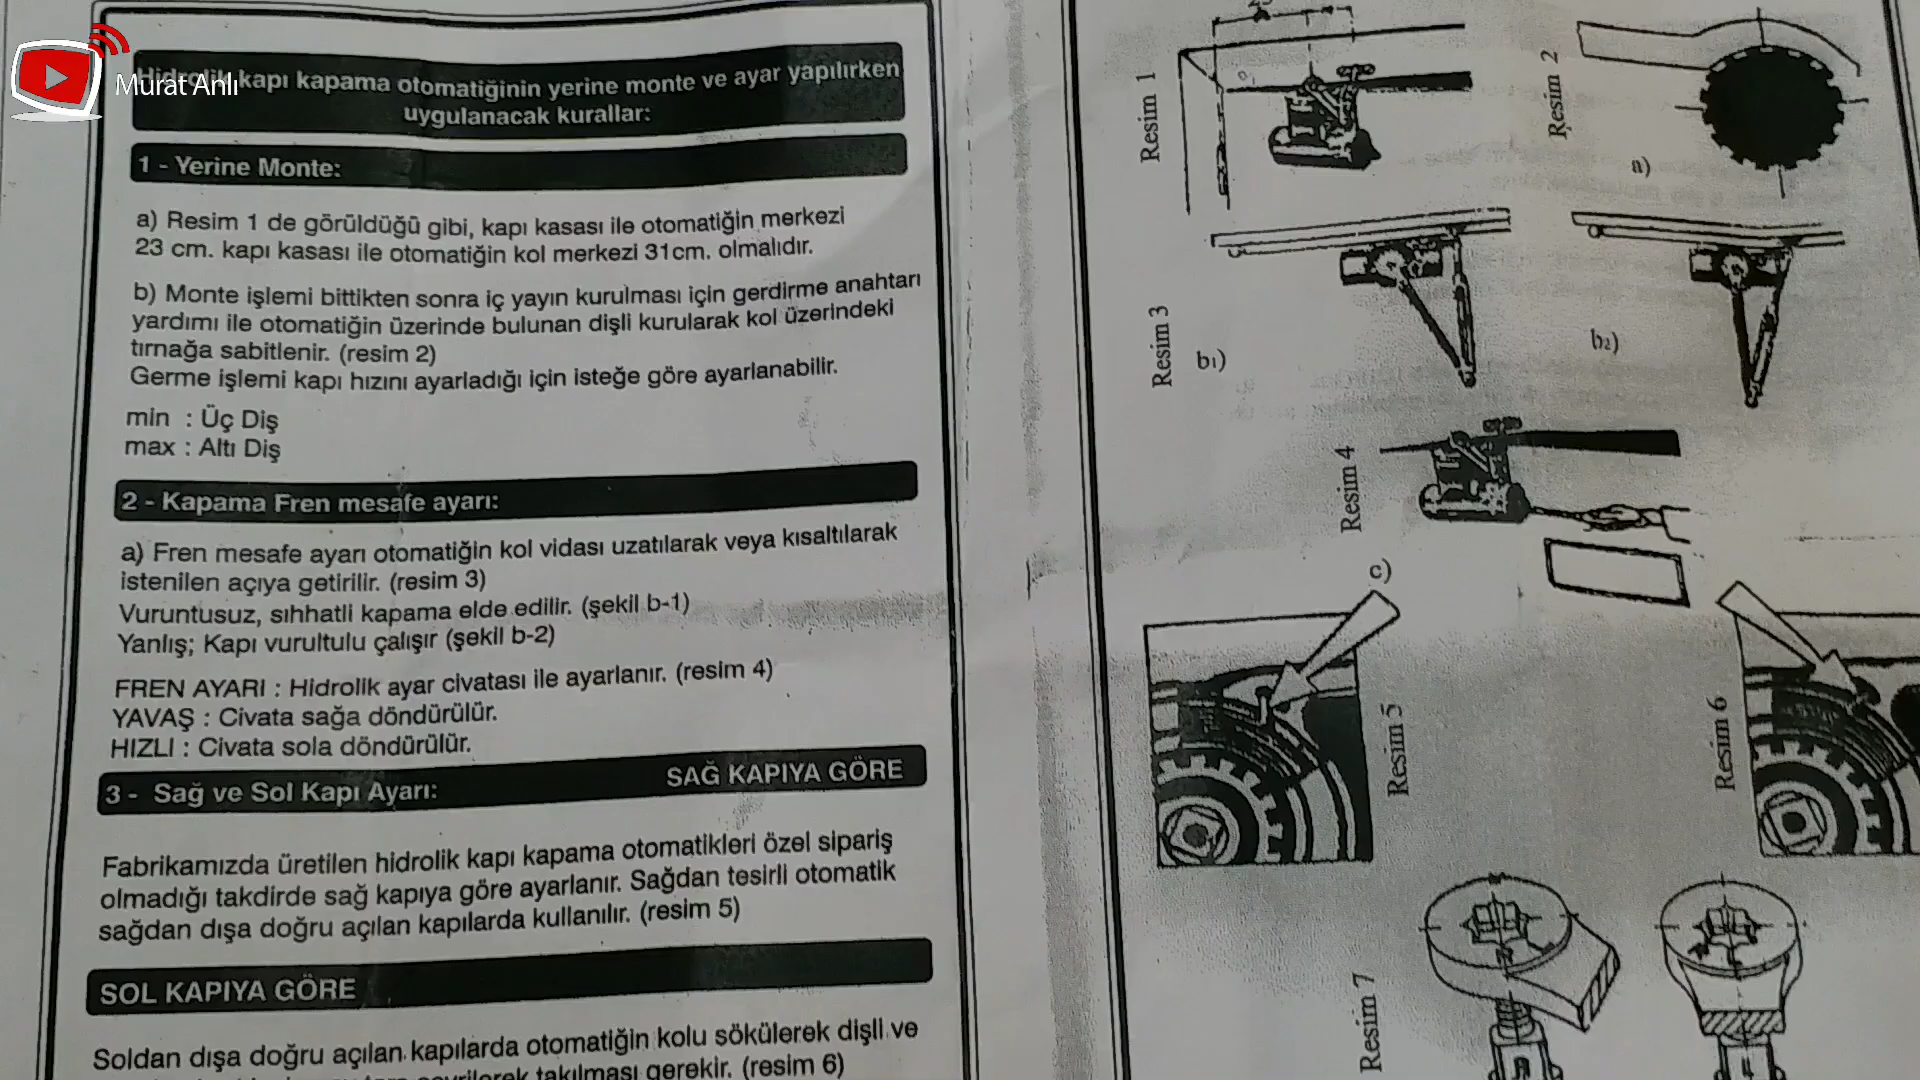 Murat Anlı
kapı kapama otomatiğinin yerine monte ve ayar yapılırken
uygulanacak kurallar:
1 - Yerine Monte:
a) Resim 1 de görüldüğü gibi, kapı kasası ile otomatiğin merkezi
23 cm. kapı kasası ile otomatiğin kol merkezi 31cm. olmalıdır.
b) Monte işlemi bittikten sonra iç yayın kurulması için gerdirme anahtarı
yardımı ile otomatiğin üzerinde bulunan dişli kurularak kol üzerindeki
tırnağa sabitlenir. (resim 2)
Germe işlemi kapı hızını ayarladığı için isteğe göre ayarlanabilir.
min : Üç Diş
max : Altı Diş
2 - Kapama Fren mesafe ayarı:
a) Fren mesafe ayarı otomatiğin kol vidası uzatılarak veya kısaltılarak
istenilen açıya getirilir. (resim 3)
Vuruntusuz, sıhhatli kapama elde edilir. (şekil b-1)
Yanlış; Kapı vurultulu çalışır (şekil b-2)
FREN AYARI : Hidrolik ayar civatası ile ayarlanır. (resim 4)
YAVAŞ : Civata sağa döndürülür.
HIZLI : Civata sola döndürülür.
3 - Sağ ve Sol Kapı Ayarı: SAĞ KAPIYA GÖRE
Fabrikamızda üretilen hidrolik kapı kapama otomatikleri özel sipariş
olmadığı takdirde sağ kapıya göre ayarlanır. Sağdan tesirli otomatik
sağdan dışa doğru açılan kapılarda kullanılır. (resim 5)
SOL KAPIYA GÖRE
Soldan dışa doğru açılan kapılarda otomatiğin kolu sökülerek dişli ve
çevrilerek takılması gerekir. (resim 6)
Resim 1
Resim 2
a)
Resim 3
b1)
b2)
Resim 4
c)
Resim 5
Resim 6
Resim 7